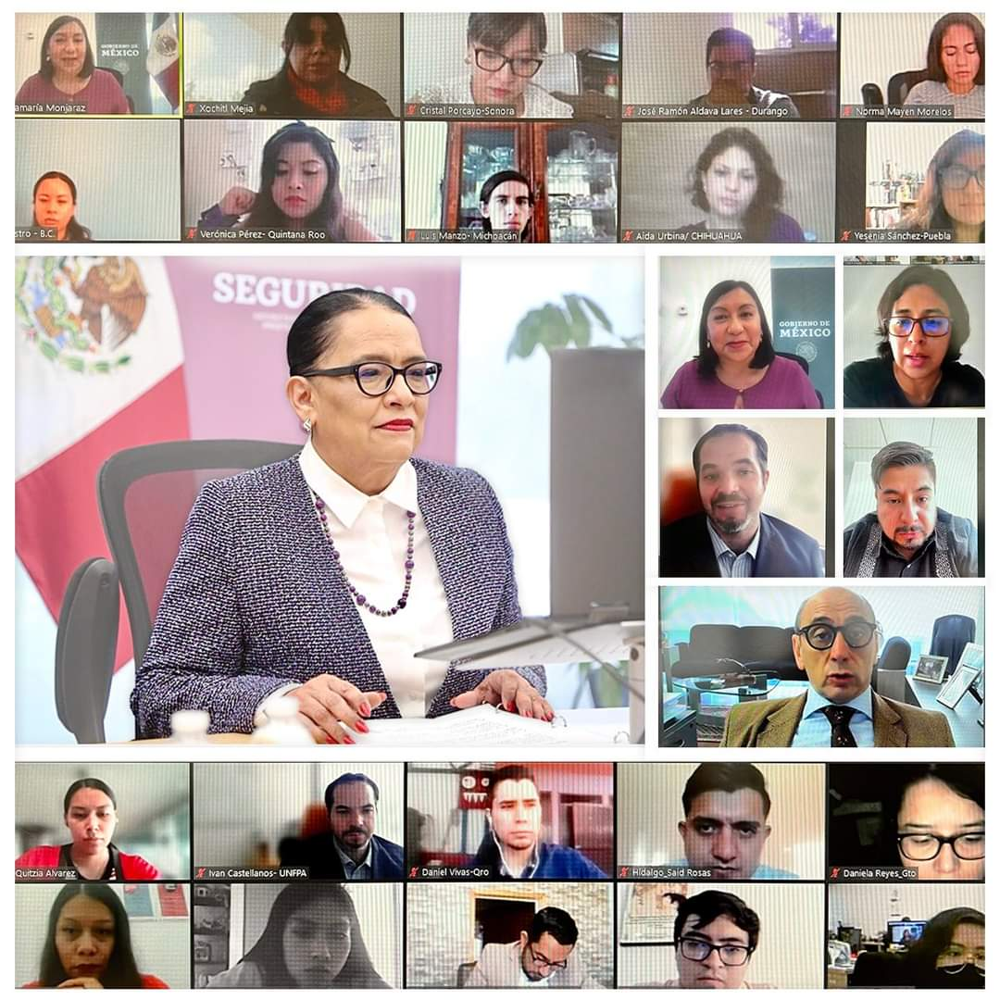 GOBIERNO DE
MÉXICO
amaría Monjaraz
Xochitl Mejia
Cristal Porcayo-Sonora
José Ramón Aldava Lares - Durango
Norma Mayen Morelos
stro - B.C.
Verónica Pérez- Quintana Roo
Luis Manzo- Michoacán
Aida Urbina/ CHIHUAHUA
Yesenia Sánchez-Puebla
SEGURIDAD
GOBIERNO DE
MÉXICO
Quitzia Alvarez
Ivan Castellanos- UNFPA
Daniel Vivas-Qro
Hidalgo_Said Rosas
Daniela Reyes_Gto